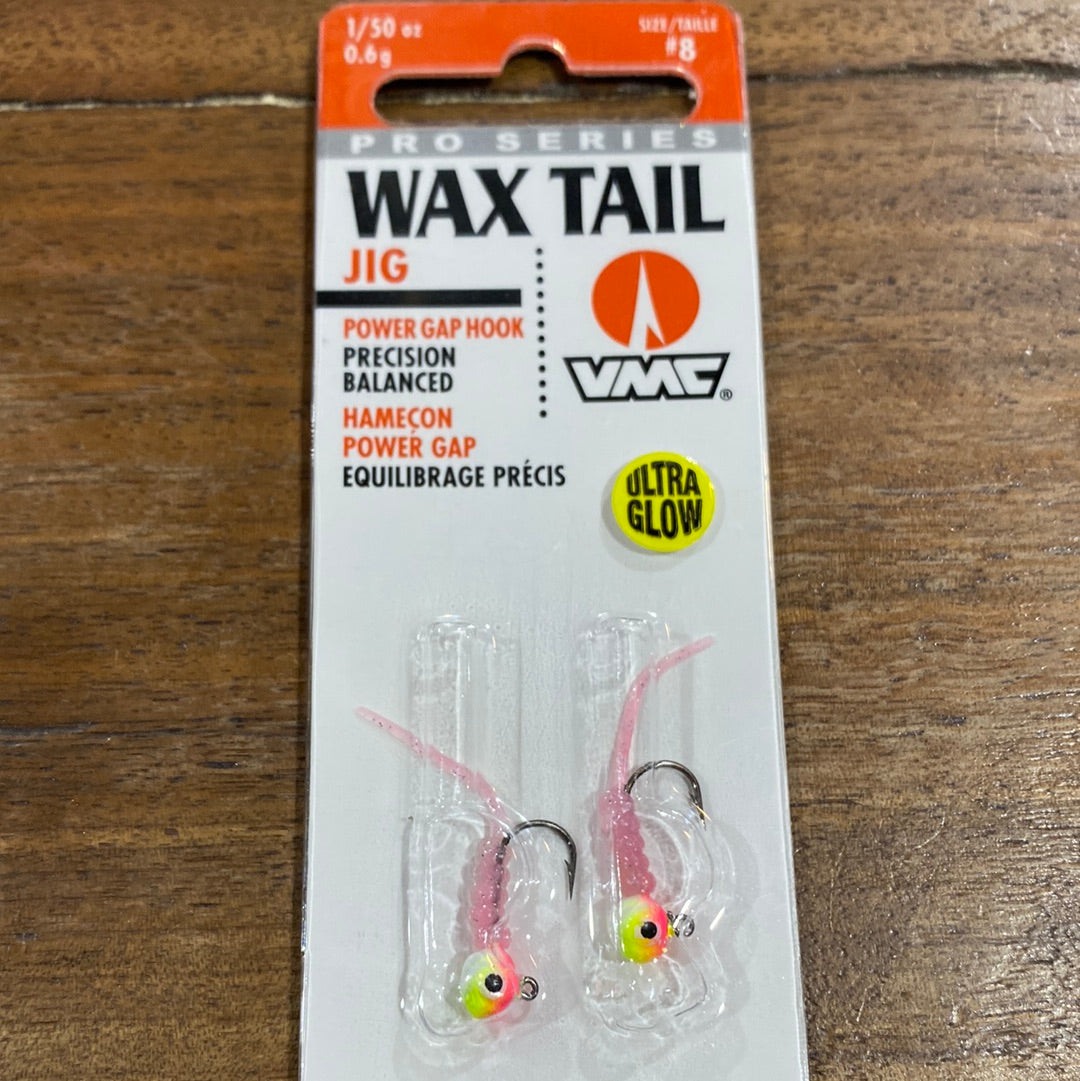 1/50 oz
0.6g
SIZE/TAILLE
#8
PRO SERIES
WAX TAIL
JIG
POWER GAP HOOK
PRECISION
BALANCED
HAMEÇON
POWER GAP
EQUILIBRAGE PRÉCIS
VMC®
ULTRA
GLOW